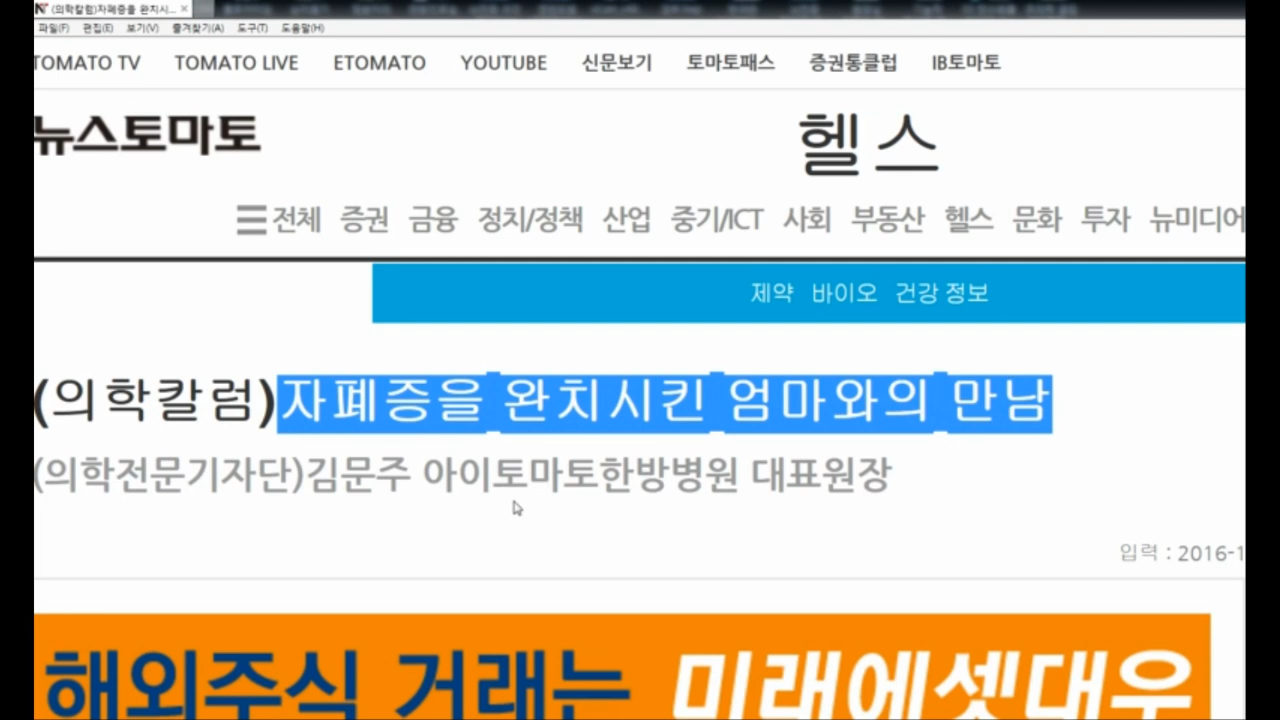 (의학칼럼)자폐증을 완치시...
파일(F) 편집(E) 보기(V) 즐겨찾기(A) 도구(T) 도움말(H)
TOMATO TV TOMATO LIVE ETOMATO YOUTUBE 신문보기 토마토패스 증권통클럽 IB토마토
뉴스토마토
헬스
전체 증권 금융 정치/정책 산업 중기/ICT 사회 부동산 헬스 문화 투자 뉴미디어
제약 바이오 건강 정보
(의학칼럼)자폐증을 완치시킨 엄마와의 만남
(의학전문기자단)김문주 아이토마토한방병원 대표원장
입력 : 2016-1
해외주식 거래는 미래에셋대우